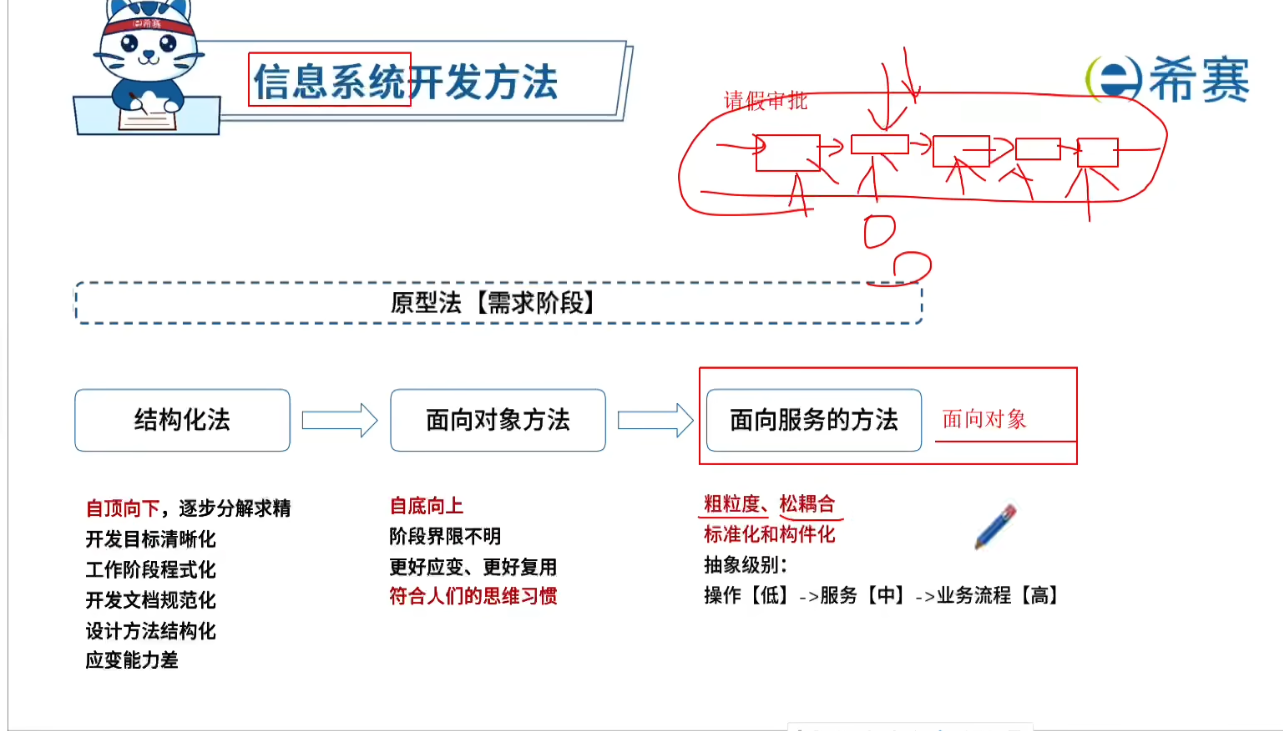 希赛
信息系统开发方法
希赛
请假审批
原型法【需求阶段】
结构化法
面向对象方法
面向服务的方法
面向对象
自顶向下，逐步分解求精
开发目标清晰化
工作阶段程式化
开发文档规范化
设计方法结构化
应变能力差
自底向上
阶段界限不明
更好应变、更好复用
符合人们的思维习惯
粗粒度、松耦合
标准化和构件化
抽象级别：
操作【低】->服务【中】->业务流程【高】